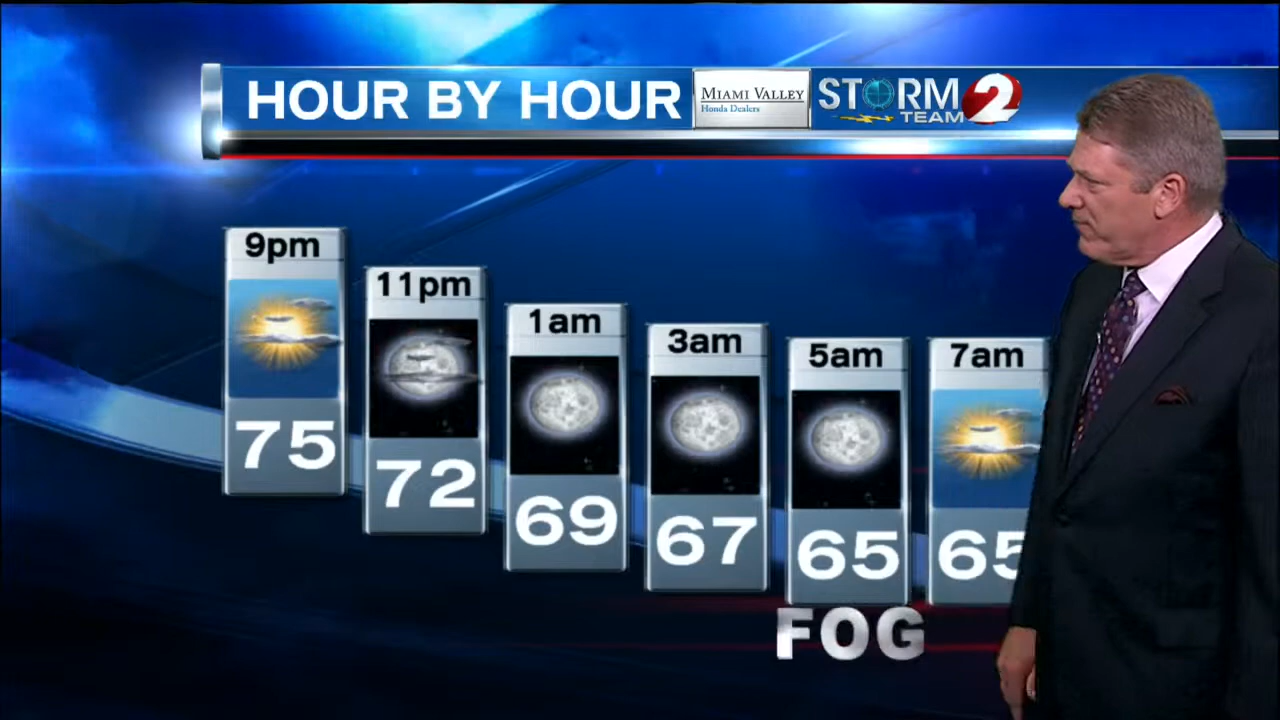 HOUR BY HOUR
MIAMI VALLEY
Honda Dealers
STORM
TEAM 2
9pm
75
11pm
72
1am
69
3am
67
5am
65
FOG
7am
65